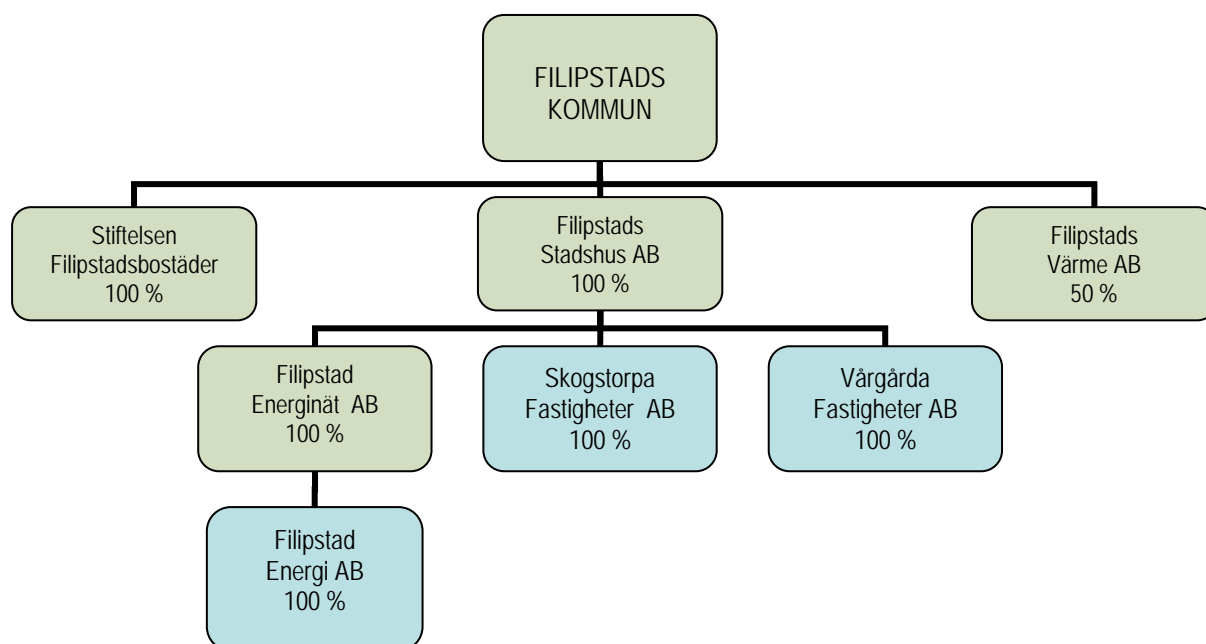 FILIPSTADS
KOMMUN
Stiftelsen
Filipstadsbostäder
100 %
Filipstads
Stadshus AB
100 %
Filipstads
Värme AB
50 %
Filipstad
Energinät AB
100 %
Skogstorpa
Fastigheter AB
100 %
Vårgårda
Fastigheter AB
100 %
Filipstad
Energi AB
100 %